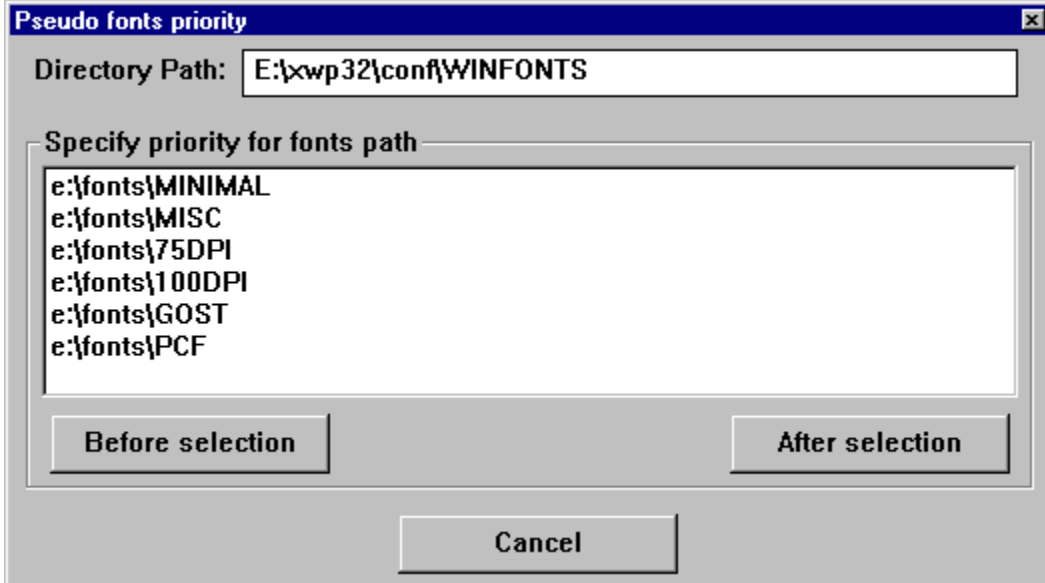 Pseudo fonts priority
Directory Path: E:\xwp32\conf\WINFONTS
Specify priority for fonts path
e:\fonts\MINIMAL
e:\fonts\MISC
e:\fonts\75DPI
e:\fonts\100DPI
e:\fonts\GOST
e:\fonts\PCF
Before selection After selection
Cancel